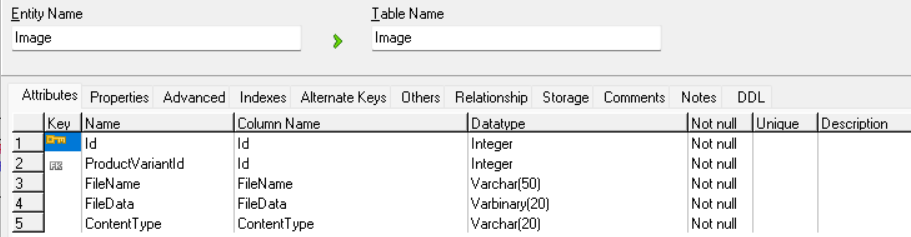 Entity Name Table Name
Image Image
Attributes Properties Advanced Indexes Alternate Keys Others Relationship Storage Comments Notes DDL
Key Name Column Name Datatype Not null Unique Description
1 Id Id Integer Not null
2 FK ProductVariantId Id Integer Not null
3 FileName FileName Varchar(50) Not null
4 FileData FileData Varbinary(20) Not null
5 ContentType ContentType Varchar(20) Not null